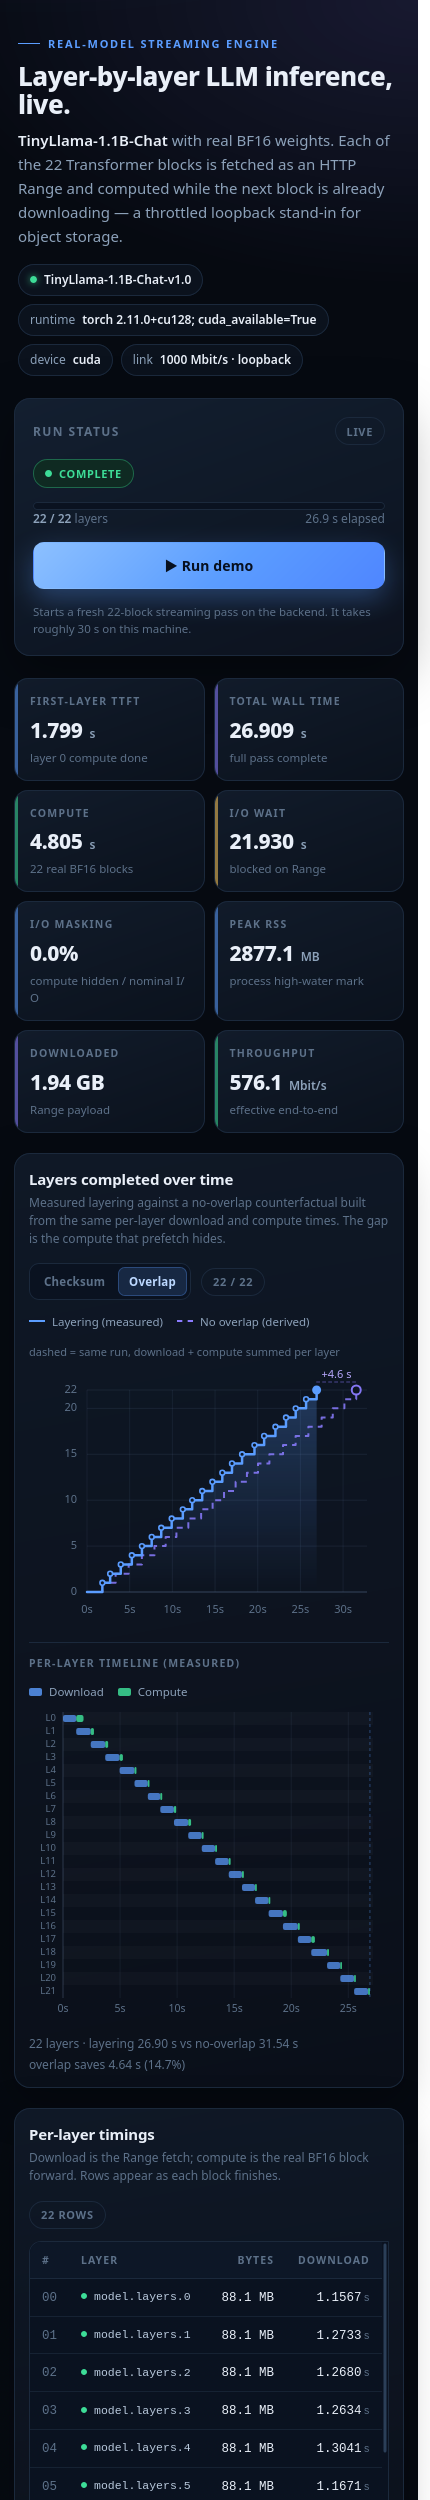 REAL-MODEL STREAMING ENGINE
Layer-by-layer LLM inference,
live.
TinyLlama-1.1B-Chat with real BF16 weights. Each of
the 22 Transformer blocks is fetched as an HTTP
Range and computed while the next block is already
downloading — a throttled loopback stand-in for
object storage.
TinyLlama-1.1B-Chat-v1.0
runtime torch 2.11.0+cu128; cuda_available=True
device cuda
link 1000 Mbit/s · loopback
RUN STATUS
LIVE
COMPLETE
22 / 22 layers
26.9 s elapsed
▶ Run demo
Starts a fresh 22-block streaming pass on the backend. It takes
roughly 30 s on this machine.
FIRST-LAYER TTFT
1.799 s
layer 0 compute done
TOTAL WALL TIME
26.909 s
full pass complete
COMPUTE
4.805 s
22 real BF16 blocks
I/O WAIT
21.930 s
blocked on Range
I/O MASKING
0.0%
compute hidden / nominal I/
O
PEAK RSS
2877.1 MB
process high-water mark
DOWNLOADED
1.94 GB
Range payload
THROUGHPUT
576.1 Mbit/s
effective end-to-end
Layers completed over time
Measured layering against a no-overlap counterfactual built
from the same per-layer download and compute times. The gap
is the compute that prefetch hides.
Checksum Overlap 22 / 22
Layering (measured) No overlap (derived)
dashed = same run, download + compute summed per layer
+4.6 s
22
20
15
10
5
0
0s 5s 10s 15s 20s 25s 30s
PER-LAYER TIMELINE (MEASURED)
Download Compute
L0
L1
L2
L3
L4
L5
L6
L7
L8
L9
L10
L11
L12
L13
L14
L15
L16
L17
L18
L19
L20
L21
0s 5s 10s 15s 20s 25s
22 layers · layering 26.90 s vs no-overlap 31.54 s
overlap saves 4.64 s (14.7%)
Per-layer timings
Download is the Range fetch; compute is the real BF16 block
forward. Rows appear as each block finishes.
22 ROWS
# LAYER BYTES DOWNLOAD
00 model.layers.0 88.1 MB 1.1567 s
01 model.layers.1 88.1 MB 1.2733 s
02 model.layers.2 88.1 MB 1.2680 s
03 model.layers.3 88.1 MB 1.2634 s
04 model.layers.4 88.1 MB 1.3041 s
05 model.layers.5 88.1 MB 1.1671 s